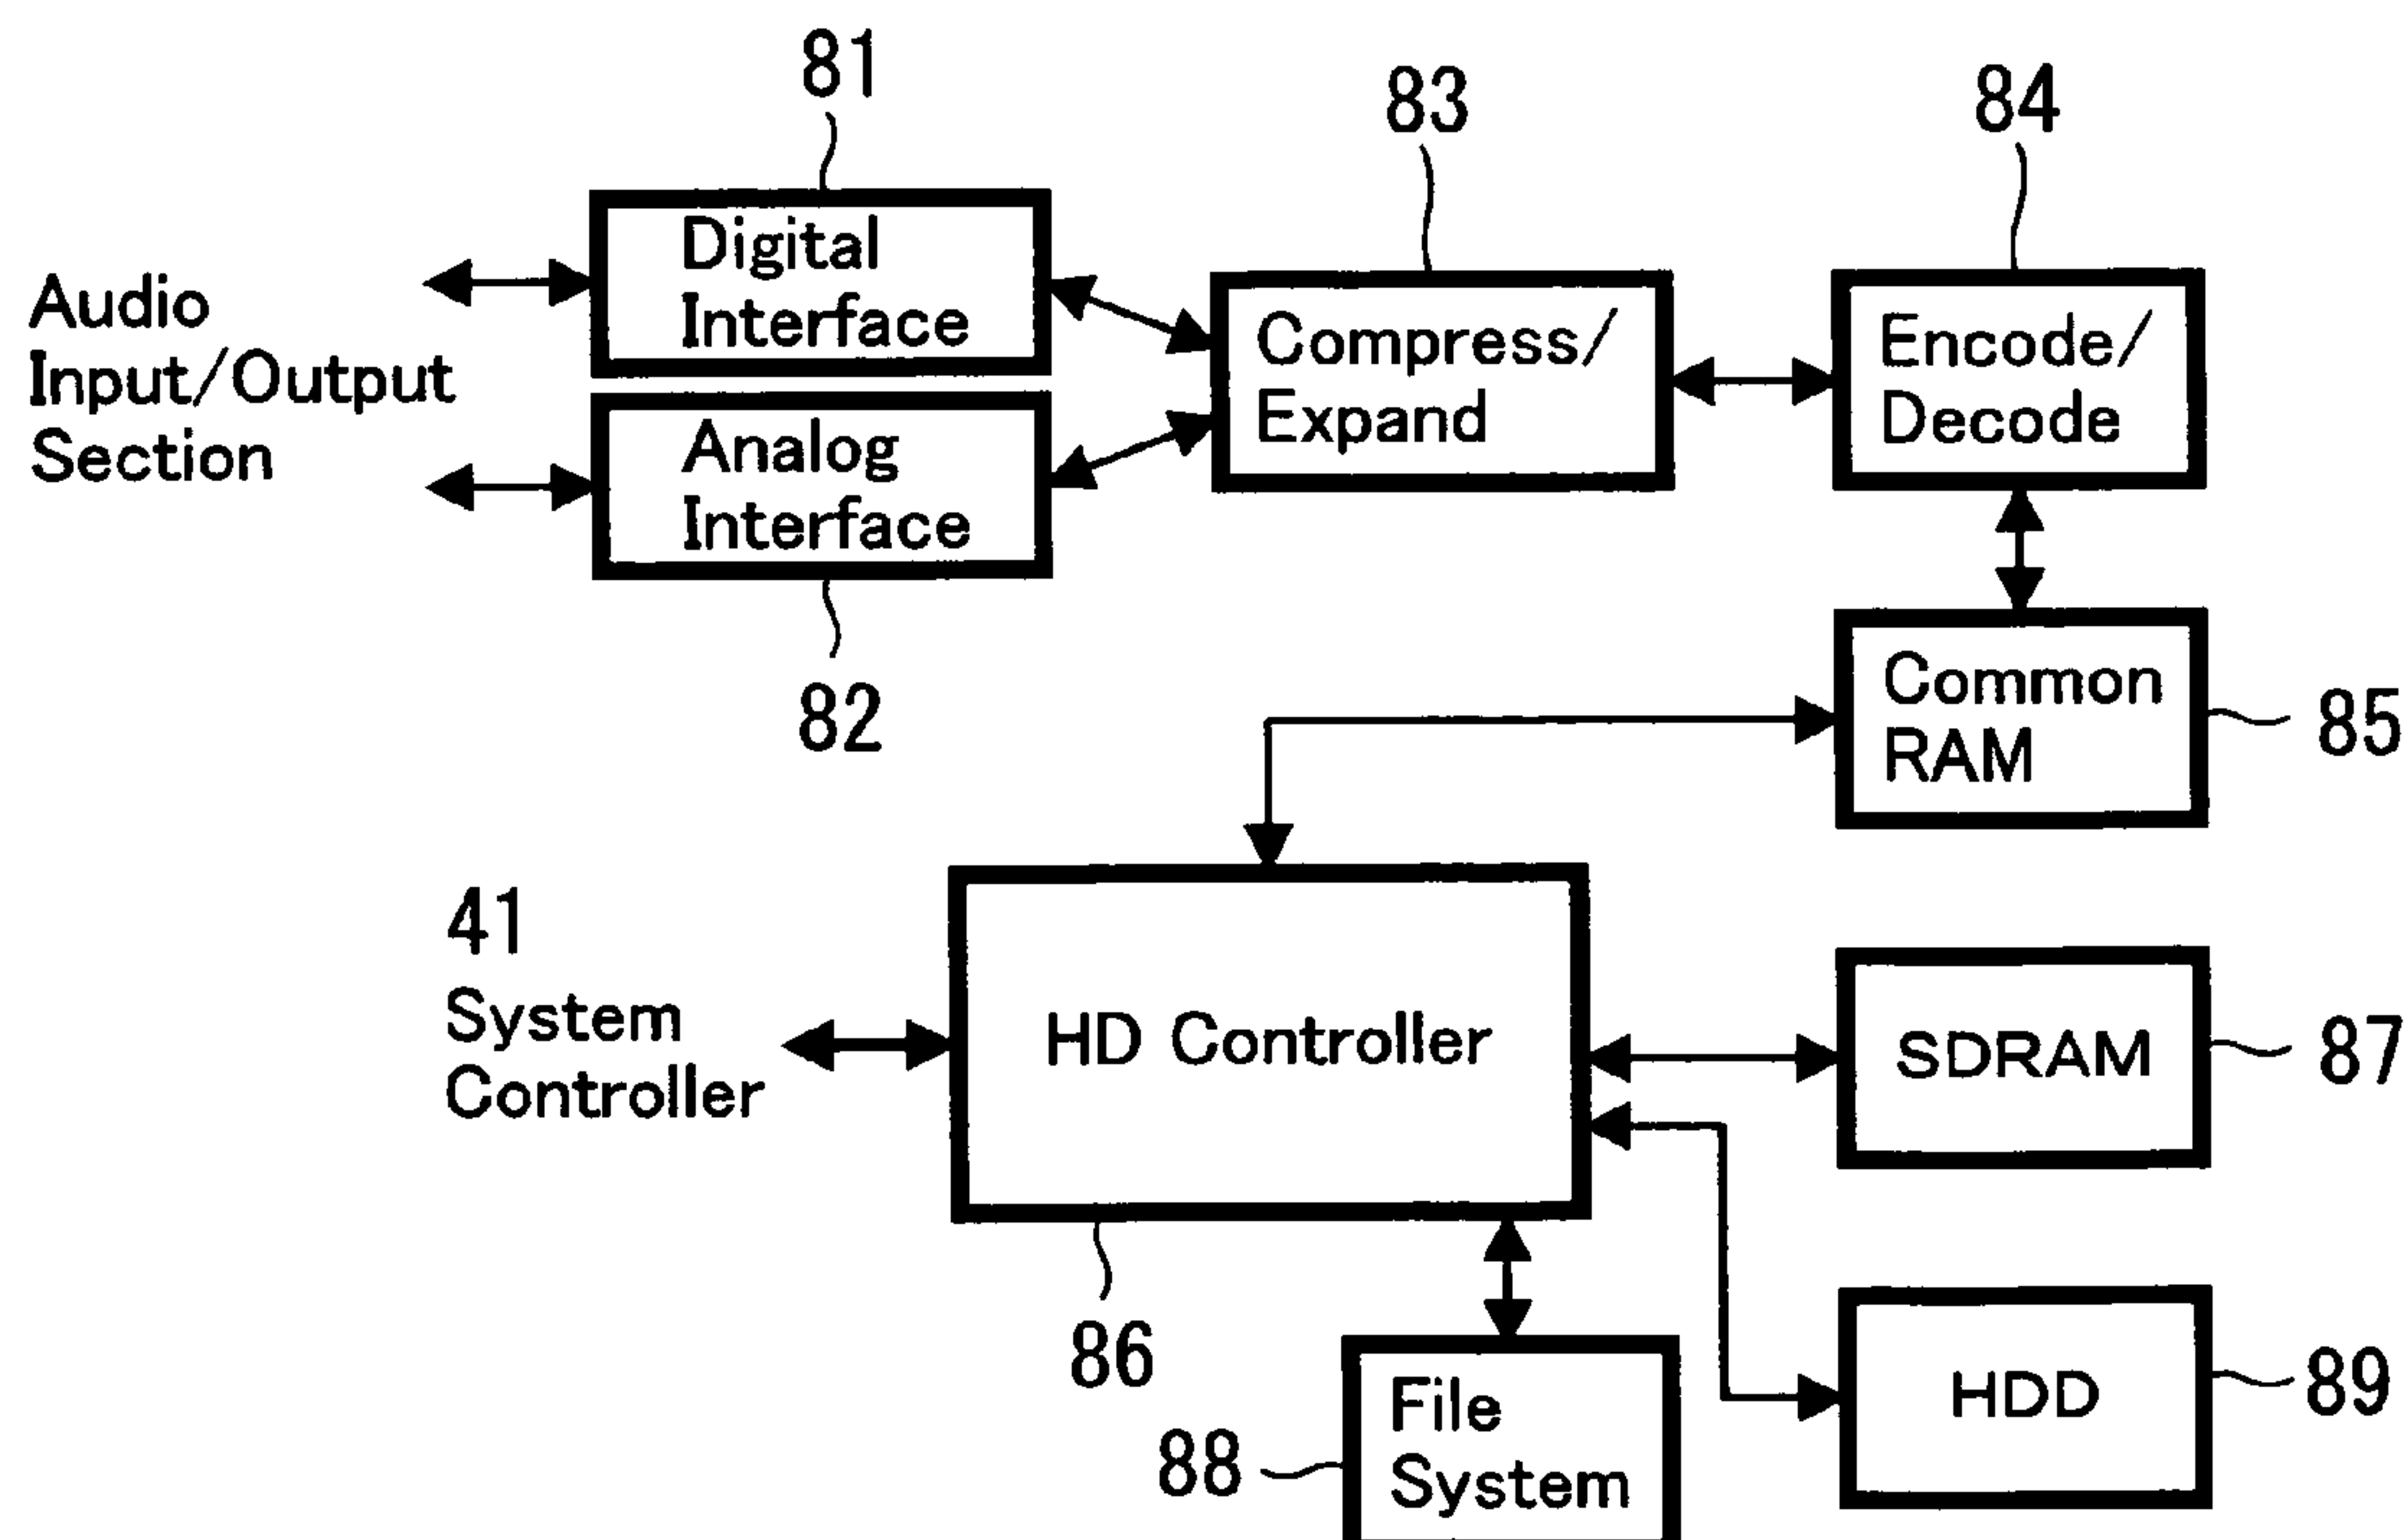 81
83
84
Digital
Interface
Audio
Input/Output
Section
Compress/
Expand
Encode/
Decode
Analog
Interface
82
Common
RAM
85
41
System
Controller
HD Controller
SDRAM
87
86
HDD
89
File
System
88